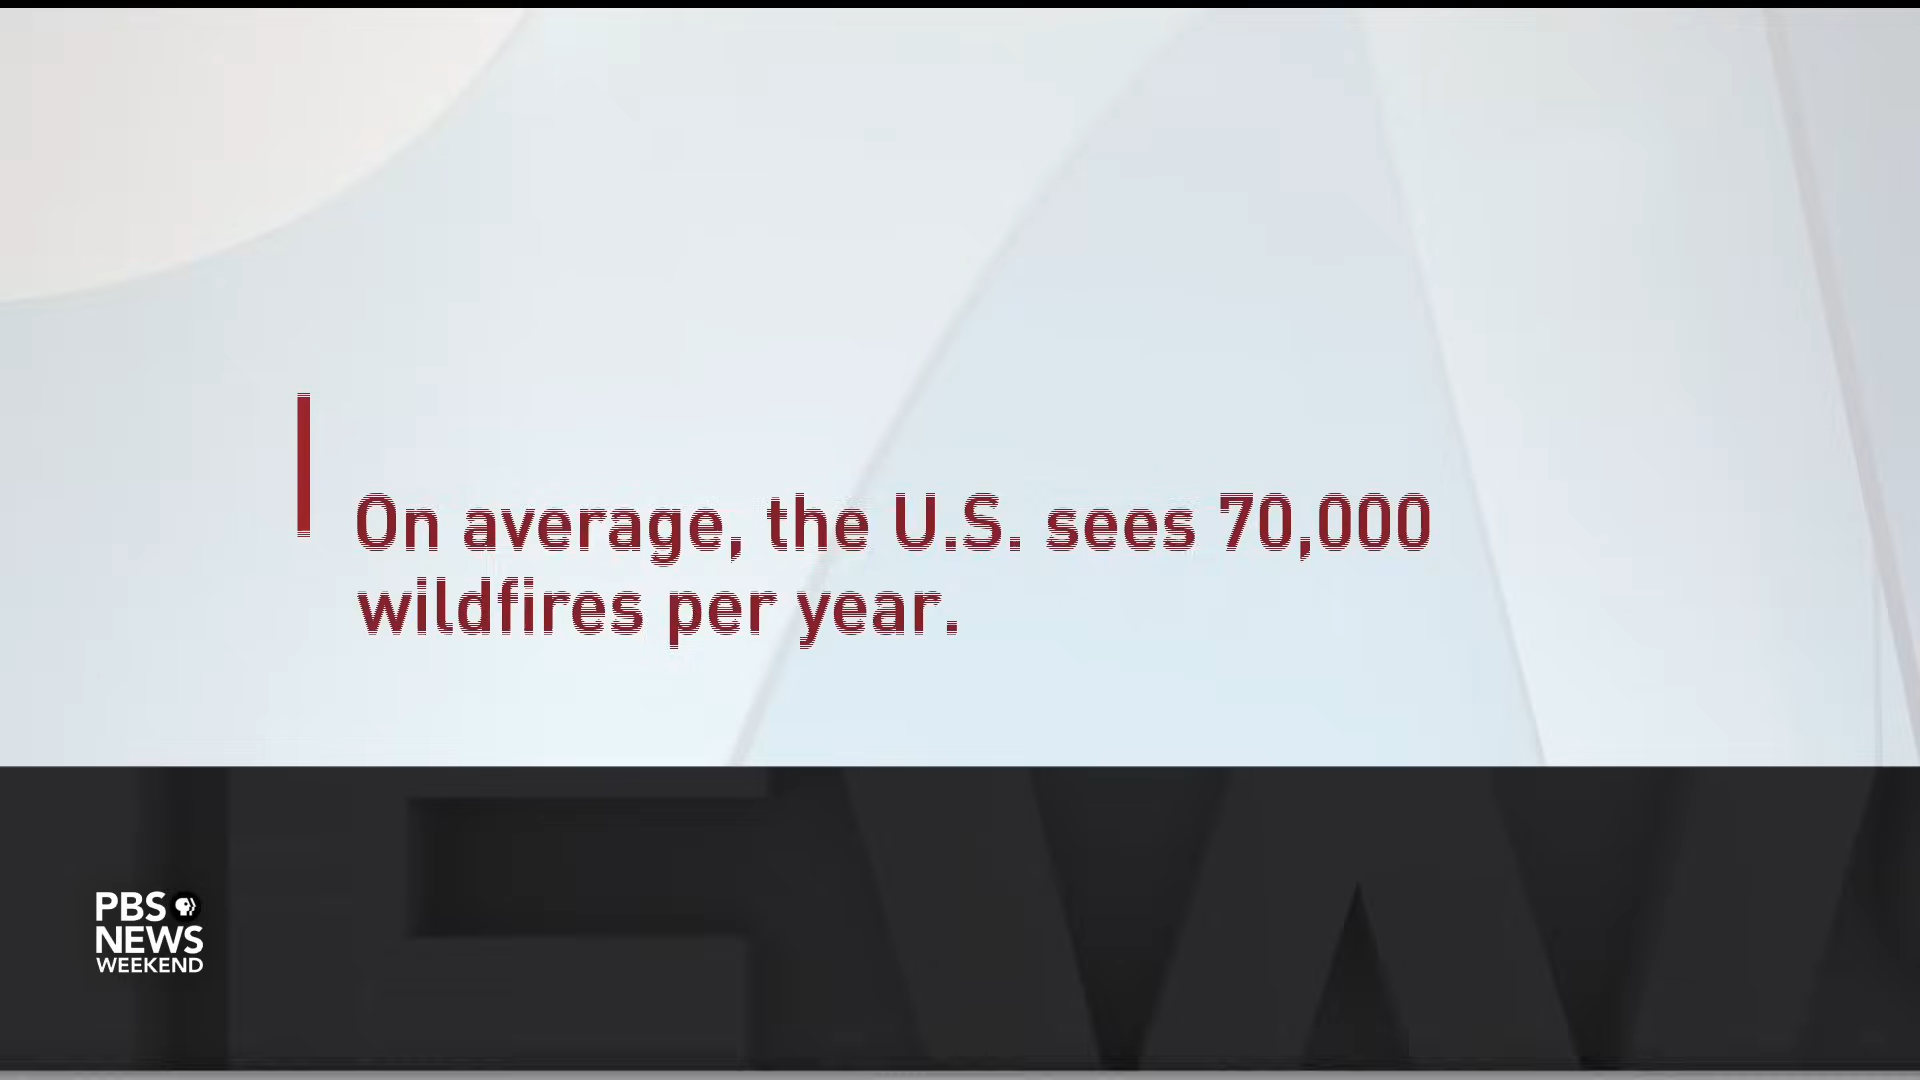 On average, the U.S. sees 70,000
wildfires per year.
PBS
NEWS
WEEKEND